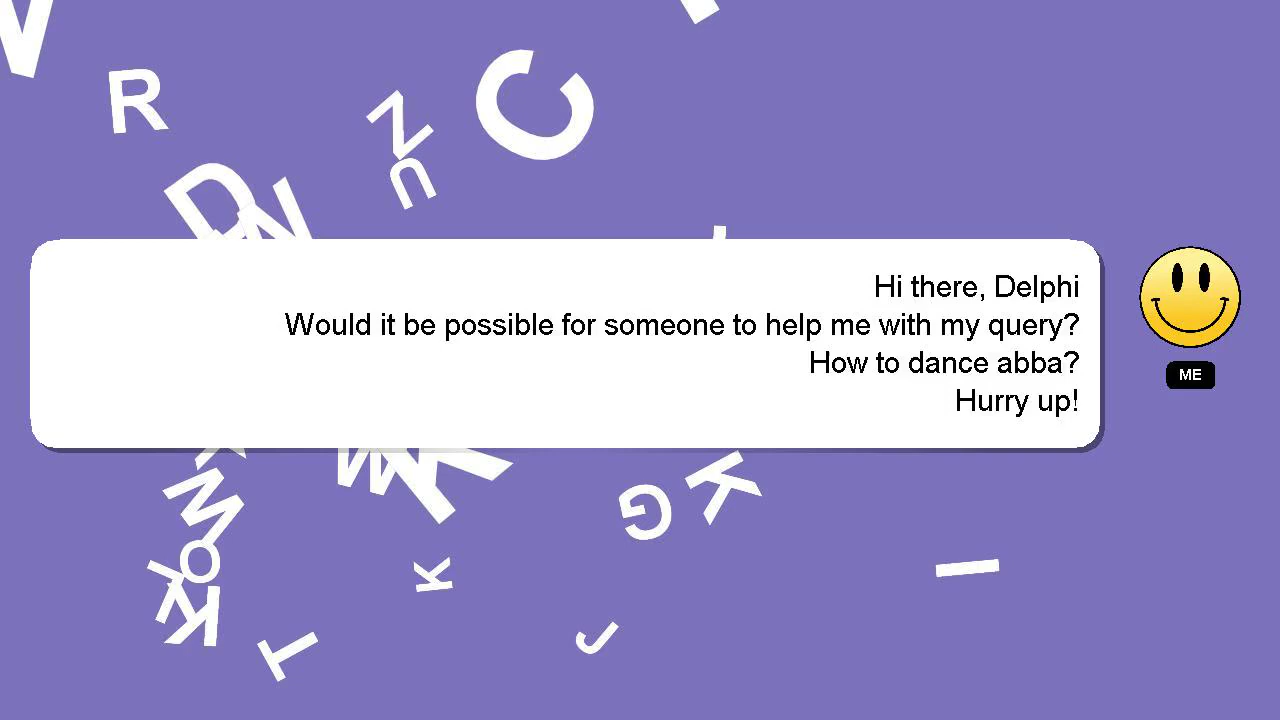 Hi there, Delphi
Would it be possible for someone to help me with my query?
How to dance abba?
Hurry up!
ME
R
N
C
U
D
N
W
K
G
K
W
O
K
K
K
I
T
J